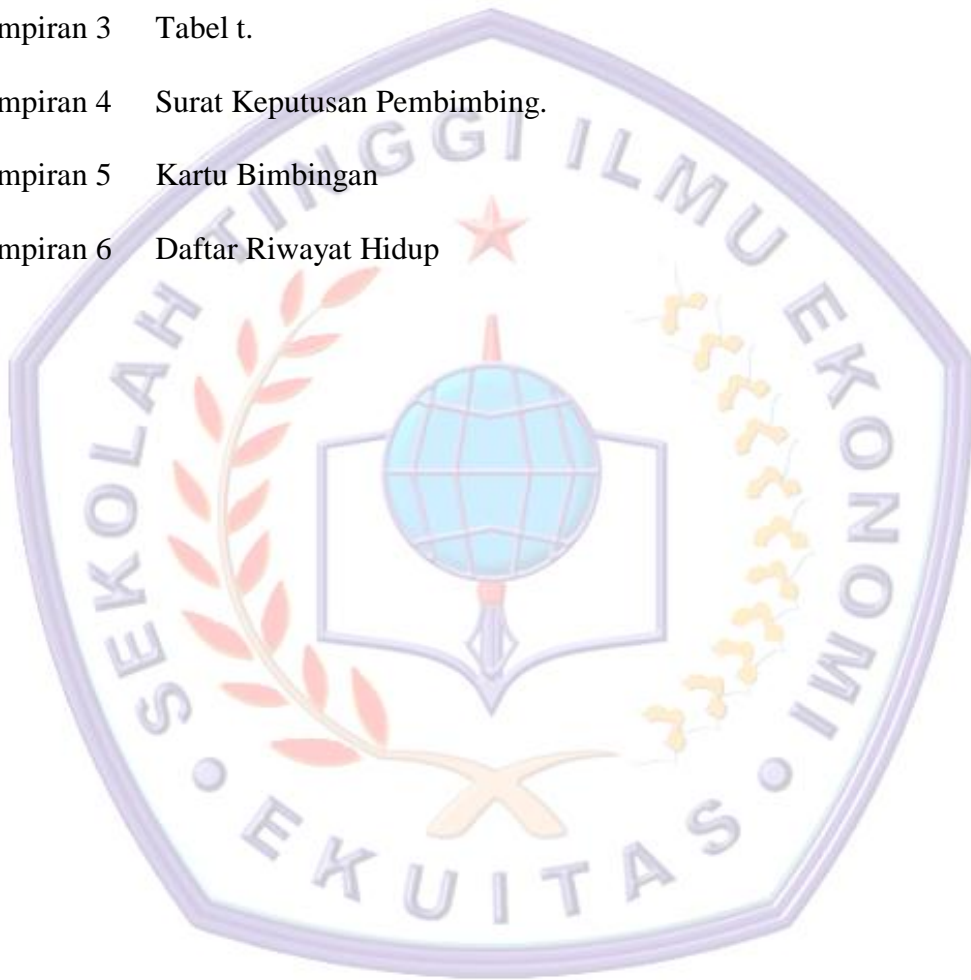 mpiran 3 Tabel t.
mpiran 4 Surat Keputusan Pembimbing.
mpiran 5 Kartu Bimbingan
mpiran 6 Daftar Riwayat Hidup
SEKOLAH TINGGI ILMU EKONOMI
• EKUITAS •